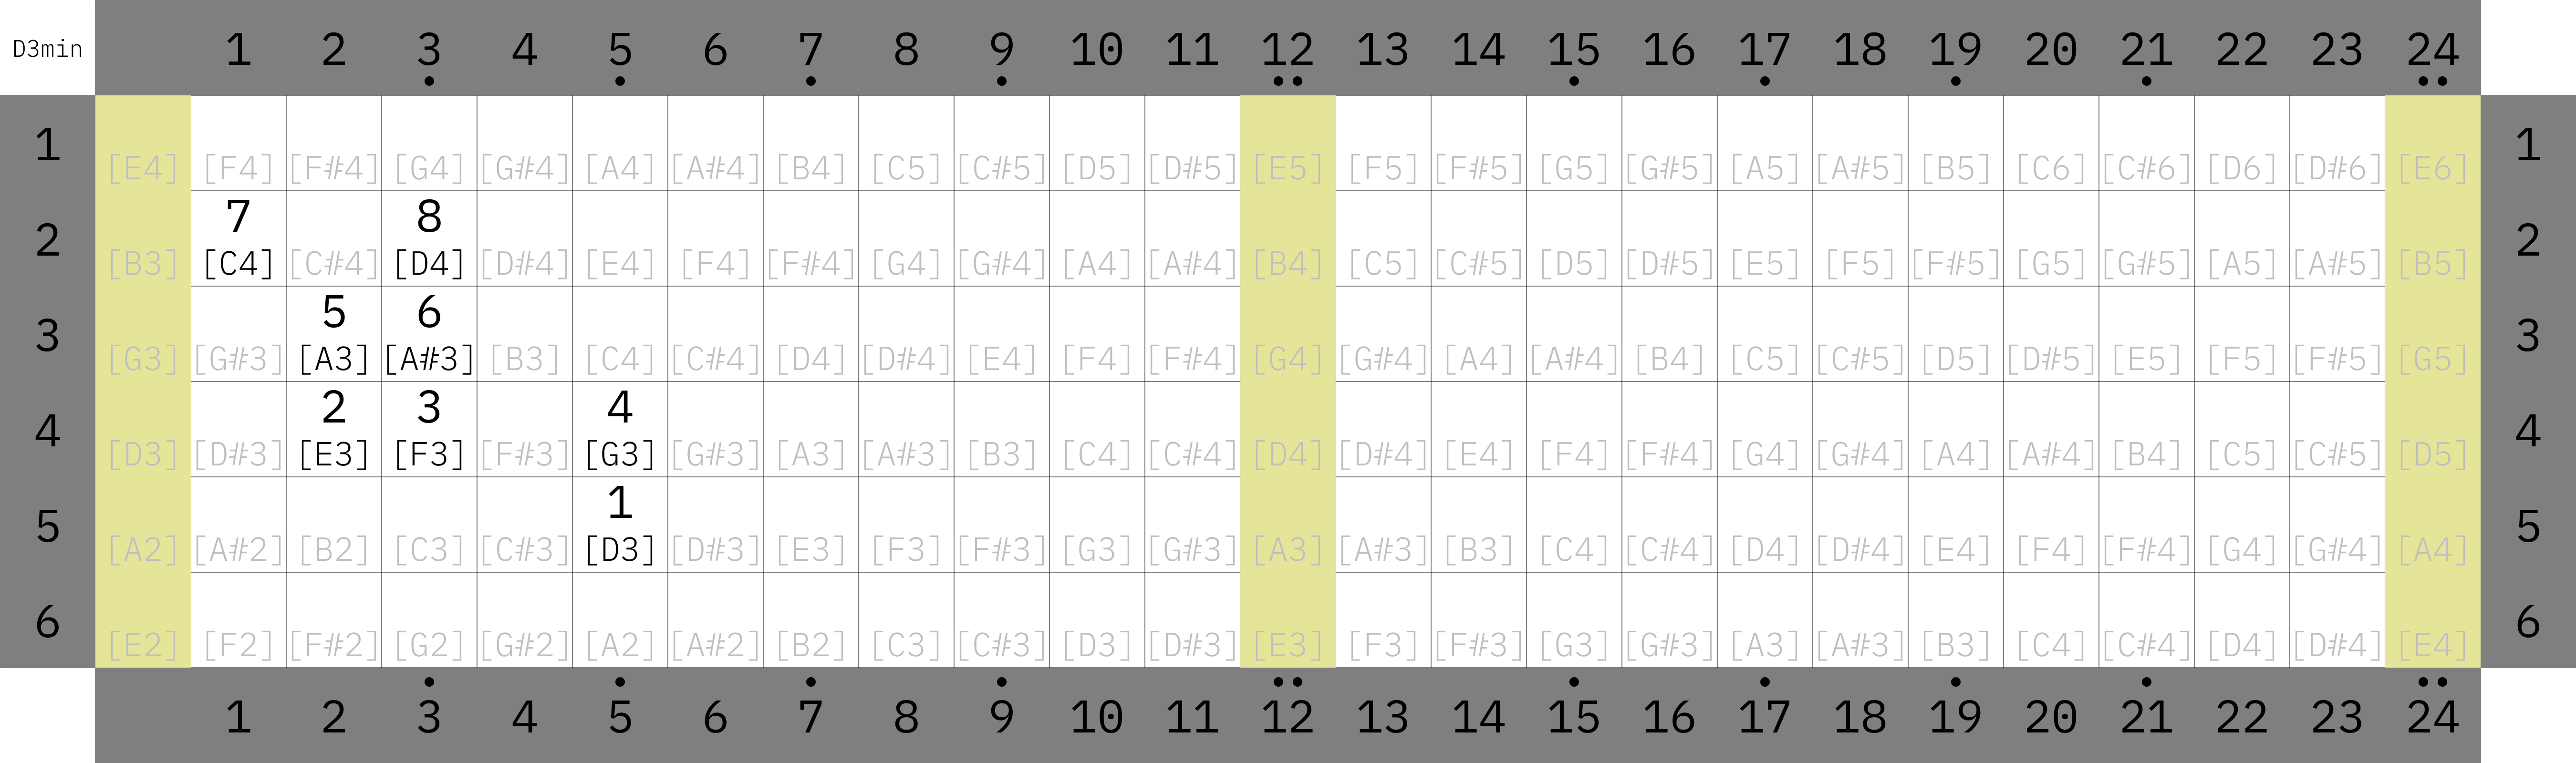 D3min 1 2 3 4 5 6 7 8 9 10 11 12 13 14 15 16 17 18 19 20 21 22 23 24
1 [E4] [F4] [F#4] [G4] [G#4] [A4] [A#4] [B4] [C5] [C#5] [D5] [D#5] [E5] [F5] [F#5] [G5] [G#5] [A5] [A#5] [B5] [C6] [C#6] [D6] [D#6] [E6] 1
7 8
2 [B3] [C4] [C#4] [D4] [D#4] [E4] [F4] [F#4] [G4] [G#4] [A4] [A#4] [B4] [C5] [C#5] [D5] [D#5] [E5] [F5] [F#5] [G5] [G#5] [A5] [A#5] [B5] 2
5 6
3 [G3] [G#3] [A3] [A#3] [B3] [C4] [C#4] [D4] [D#4] [E4] [F4] [F#4] [G4] [G#4] [A4] [A#4] [B4] [C5] [C#5] [D5] [D#5] [E5] [F5] [F#5] [G5] 3
2 3 4
4 [D3] [D#3] [E3] [F3] [F#3] [G3] [G#3] [A3] [A#3] [B3] [C4] [C#4] [D4] [D#4] [E4] [F4] [F#4] [G4] [G#4] [A4] [A#4] [B4] [C5] [C#5] [D5] 4
1
5 [A2] [A#2] [B2] [C3] [C#3] [D3] [D#3] [E3] [F3] [F#3] [G3] [G#3] [A3] [A#3] [B3] [C4] [C#4] [D4] [D#4] [E4] [F4] [F#4] [G4] [G#4] [A4] 5
6 [E2] [F2] [F#2] [G2] [G#2] [A2] [A#2] [B2] [C3] [C#3] [D3] [D#3] [E3] [F3] [F#3] [G3] [G#3] [A3] [A#3] [B3] [C4] [C#4] [D4] [D#4] [E4] 6
1 2 3 4 5 6 7 8 9 10 11 12 13 14 15 16 17 18 19 20 21 22 23 24